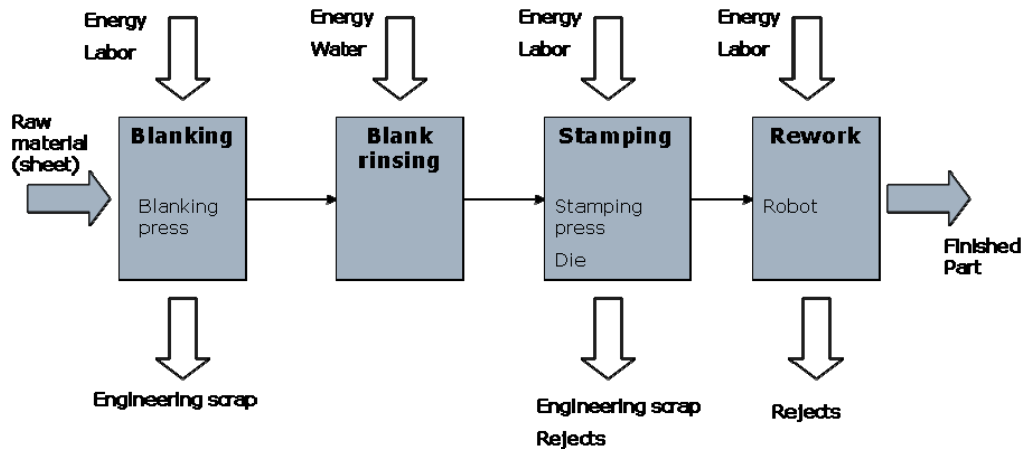 Energy
Labor
Energy
Water
Energy
Labor
Energy
Labor
Raw
material
(sheet)
Blanking
Blanking
press
Blank
rinsing
Stamping
Stamping
press
Die
Rework
Robot
Finished
Part
Engineering scrap
Engineering scrap
Rejects
Rejects